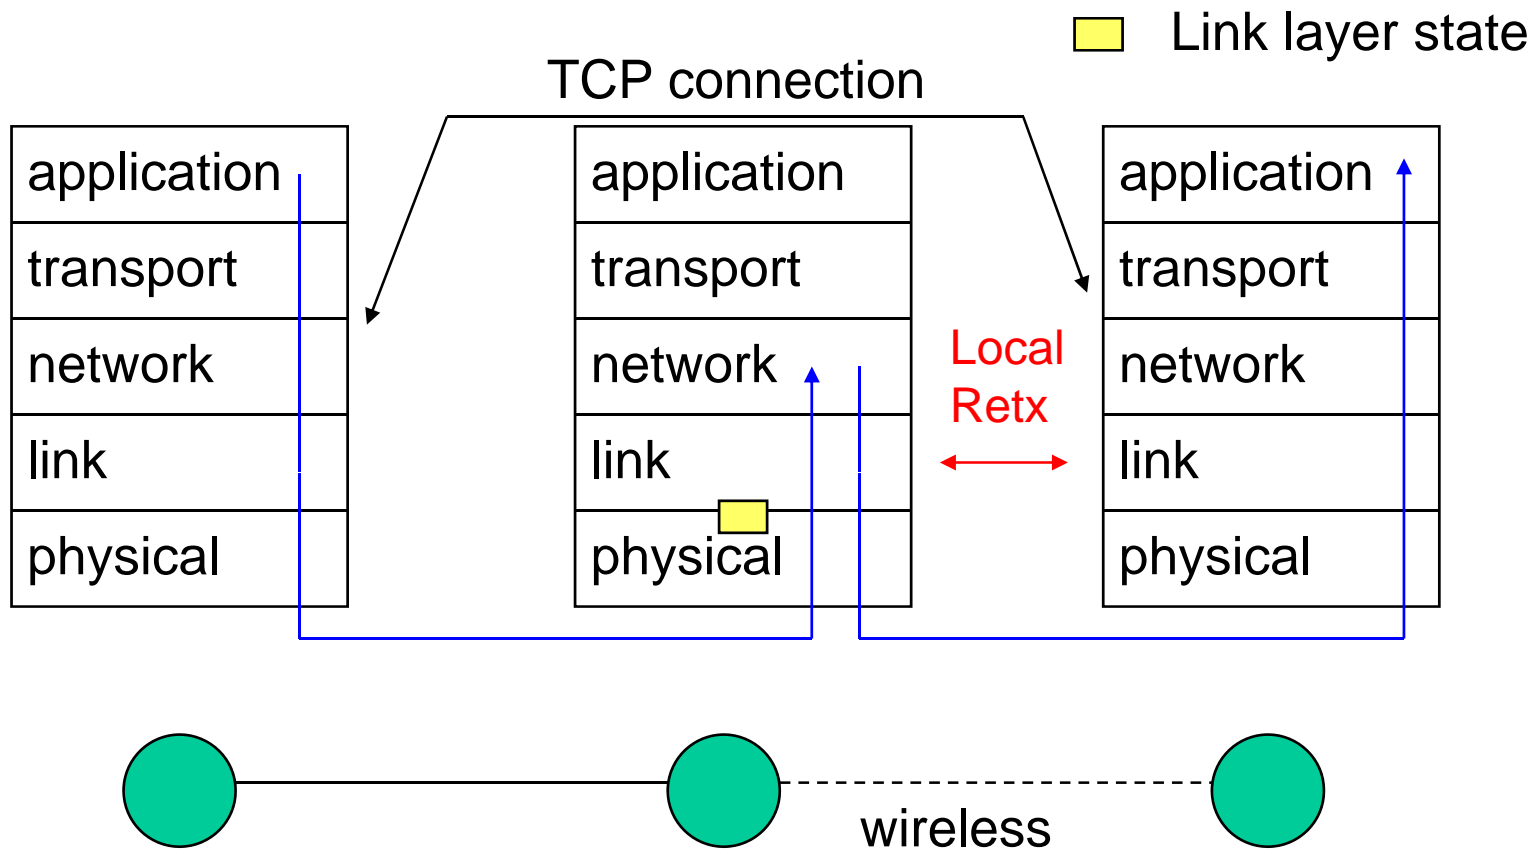 Link layer state
TCP connection
application
transport
network
link
physical
application
transport
network
link
physical
Local
Retx
application
transport
network
link
physical
wireless